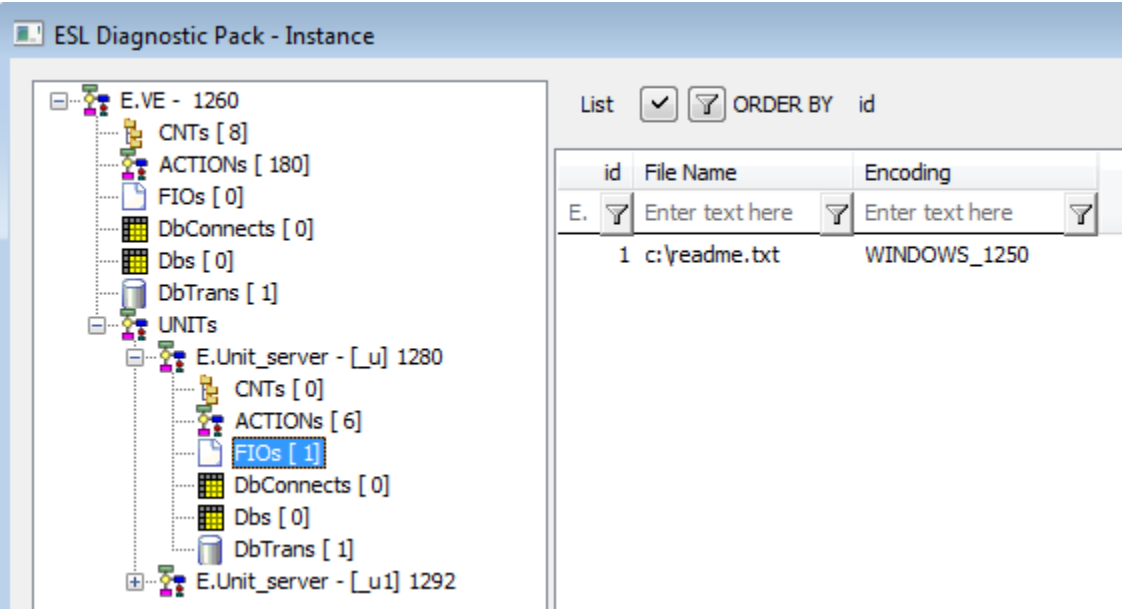 ESL Diagnostic Pack - Instance
E.VE - 1260
CNTs [ 8]
ACTIONs [ 180]
FIOs [ 0]
DbConnects [ 0]
Dbs [ 0]
DbTrans [ 1]
UNITs
E.Unit_server - [_u] 1280
CNTs [ 0]
ACTIONs [ 6]
FIOs [ 1]
DbConnects [ 0]
Dbs [ 0]
DbTrans [ 1]
E.Unit_server - [_u1] 1292
List ORDER BY id
id File Name Encoding
E. Enter text here Enter text here
1 c:\readme.txt WINDOWS_1250